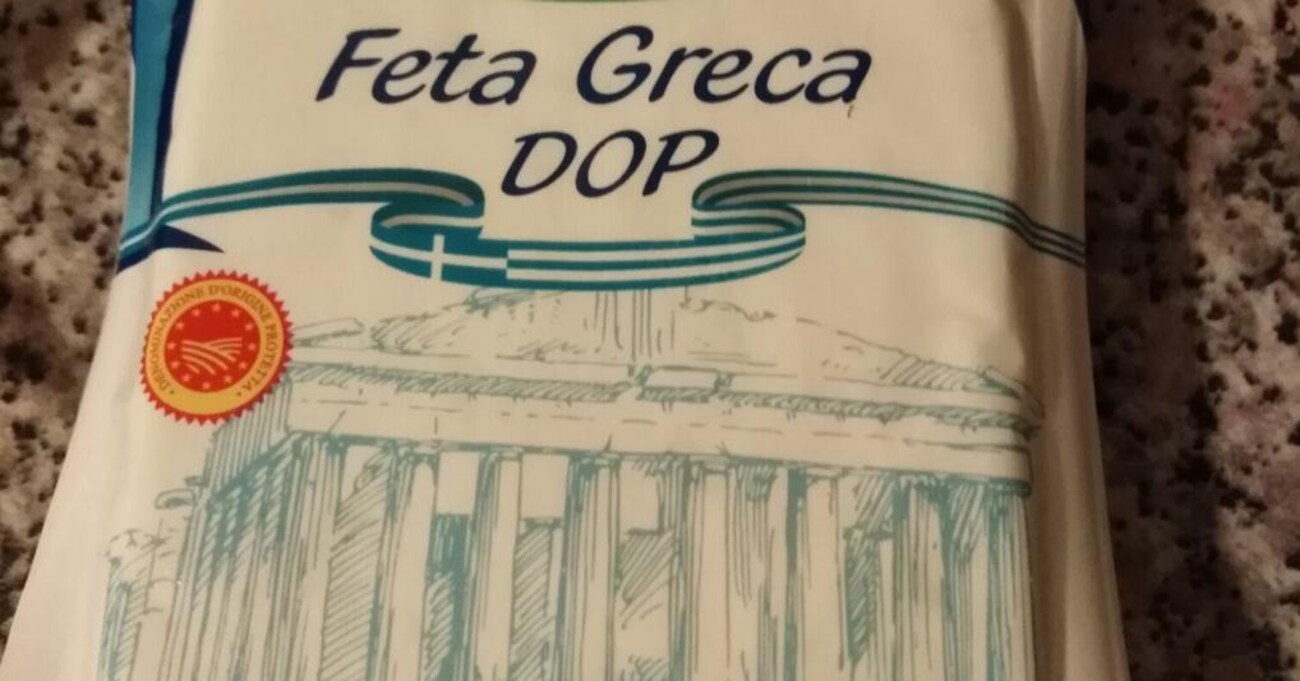 Feta Greca
DOP
DENOMINAZIONE D'ORIGINE PROTETTA